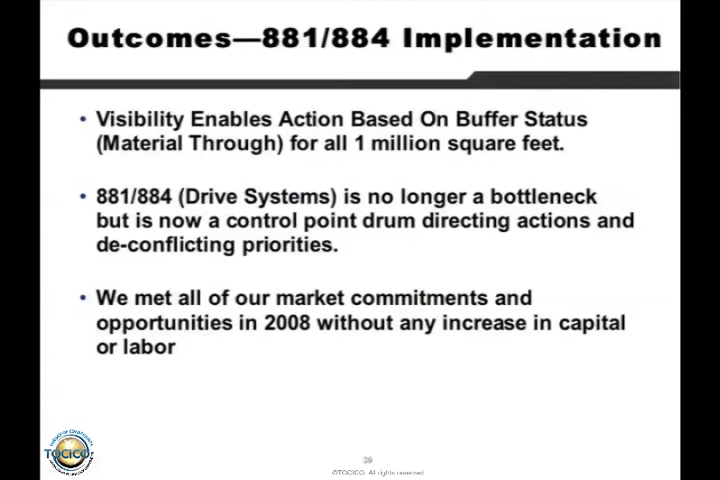 Outcomes—881/884 Implementation
• Visibility Enables Action Based On Buffer Status
(Material Through) for all 1 million square feet.
• 881/884 (Drive Systems) is no longer a bottleneck
but is now a control point drum directing actions and
de-conflicting priorities.
• We met all of our market commitments and
opportunities in 2008 without any increase in capital
or labor
TOCICO
39
©TOCICO. All rights reserved